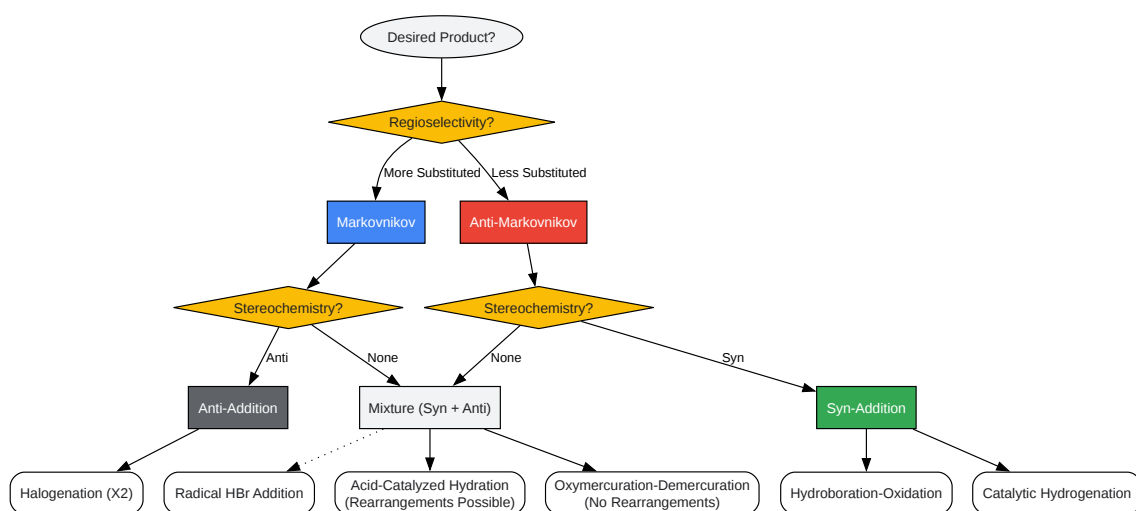 Desired Product?
Regioselectivity?
More Substituted
Less Substituted
Markovnikov
Anti-Markovnikov
Stereochemistry?
Stereochemistry?
Anti
None
None
Syn
Anti-Addition
Mixture (Syn + Anti)
Syn-Addition
Halogenation (X2)
Radical HBr Addition
Acid-Catalyzed Hydration
(Rearrangements Possible)
Oxymercuration-Demercuration
(No Rearrangements)
Hydroboration-Oxidation
Catalytic Hydrogenation